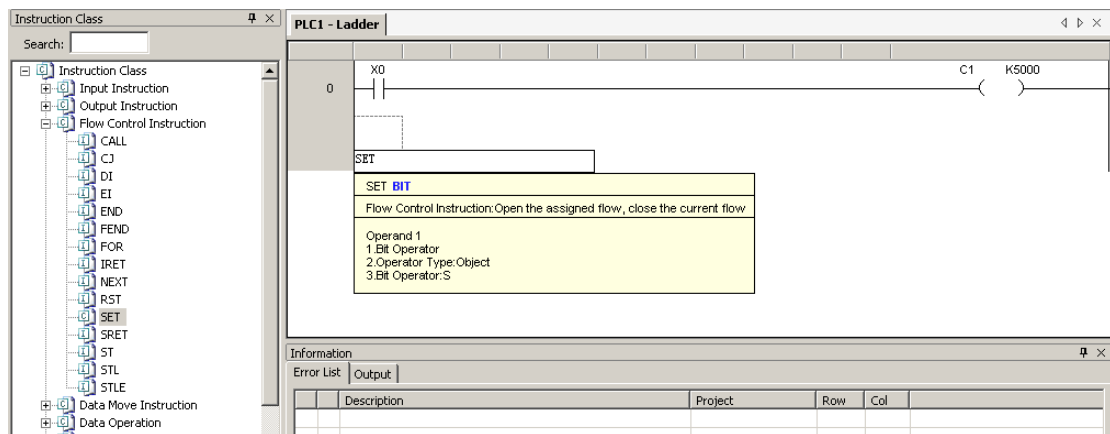 Instruction Class
Search:
Instruction Class
Input Instruction
Output Instruction
Flow Control Instruction
CALL
CJ
DI
EI
END
FEND
FOR
IRET
NEXT
RST
SET
SRET
ST
STL
STLE
Data Move Instruction
Data Operation
PLC1 - Ladder
X0
C1 K5000
0
SET
SET BIT
Flow Control Instruction:Open the assigned flow, close the current flow
Operand 1
1.Bit Operator
2.Operator Type:Object
3.Bit Operator:S
Information
Error List Output
Description Project Row Col